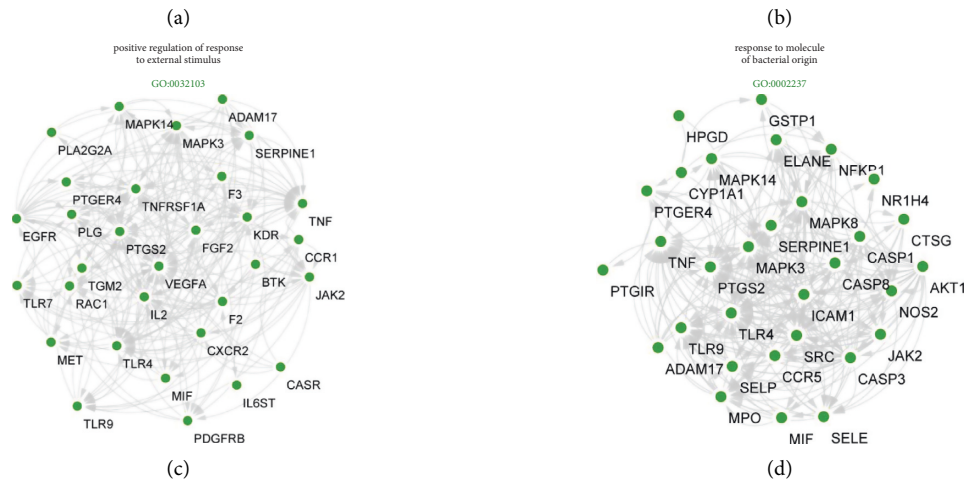 (a)
(b)
positive regulation of response
to external stimulus
GO:0032103
ADAM17
MAPK14
MAPK3
PLA2G2A
SERPINE1
F3
PTGER4
TNFRSF1A
TNF
EGFR
PLG
FGF2
KDR
PTGS2
CCR1
TGM2
VEGFA
BTK
TLR7
RAC1
JAK2
IL2
F2
CXCR2
MET
TLR4
CASR
MIF
IL6ST
TLR9
PDGFRB
(c)
response to molecule
of bacterial origin
GO:0002237
GSTP1
HPGD
ELANE
NFKB1
MAPK14
CYP1A1
NR1H4
PTGER4
MAPK8
CTSG
SERPINE1
CASP1
TNF
MAPK3
CASP8
PTGIR
PTGS2
AKT1
NOS2
ICAM1
TLR4
TLR9
SRC
JAK2
ADAM17
CCR5
CASP3
SELP
MPO
MIF
SELE
(d)